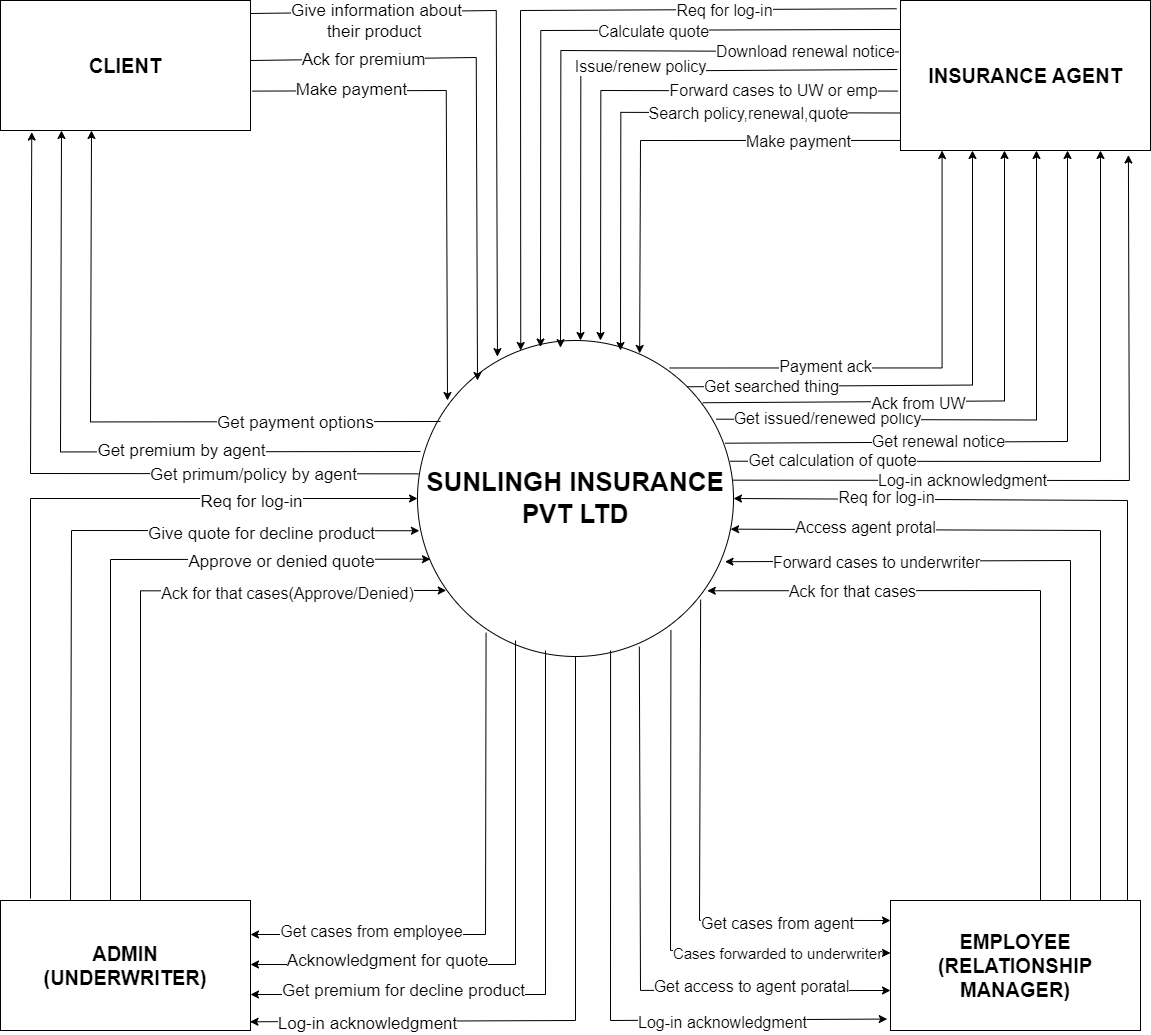 CLIENT
Give information about
their product
Ack for premium
Make payment
Req for log-in
Calculate quote
Download renewal notice
Issue/renew policy
Forward cases to UW or emp
Search policy,renewal,quote
Make payment
INSURANCE AGENT
Payment ack
Get searched thing
Ack from UW
Get issued/renewed policy
Get renewal notice
Get calculation of quote
Log-in acknowledgment
Get payment options
Get premium by agent
Get primum/policy by agent
SUNLINGH INSURANCE
PVT LTD
Req for log-in
Give quote for decline product
Approve or denied quote
Ack for that cases(Approve/Denied)
Req for log-in
Access agent protal
Forward cases to underwriter
Ack for that cases
ADMIN
(UNDERWRITER)
Get cases from employee
Acknowledgment for quote
Get premium for decline product
Log-in acknowledgment
Get cases from agent
Cases forwarded to underwriter
Get access to agent poratal
Log-in acknowledgment
EMPLOYEE
(RELATIONSHIP
MANAGER)